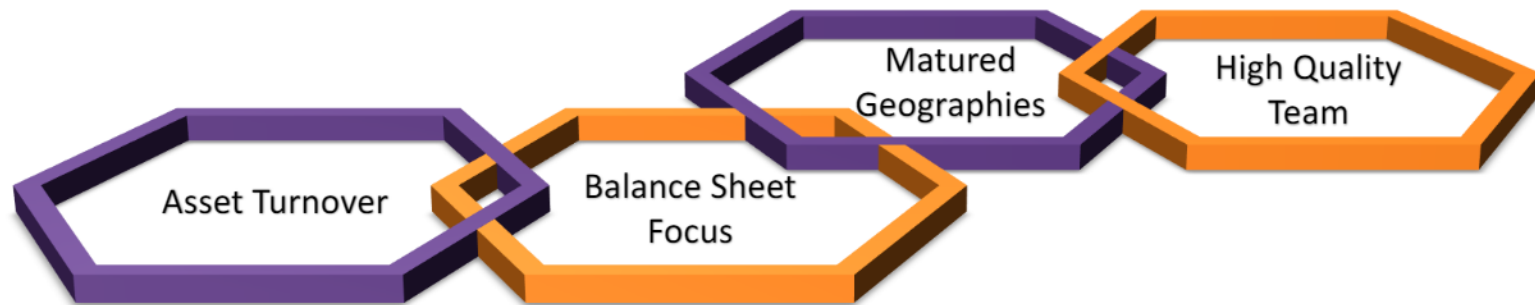 Asset Turnover
Balance Sheet
Focus
Matured
Geographies
High Quality
Team